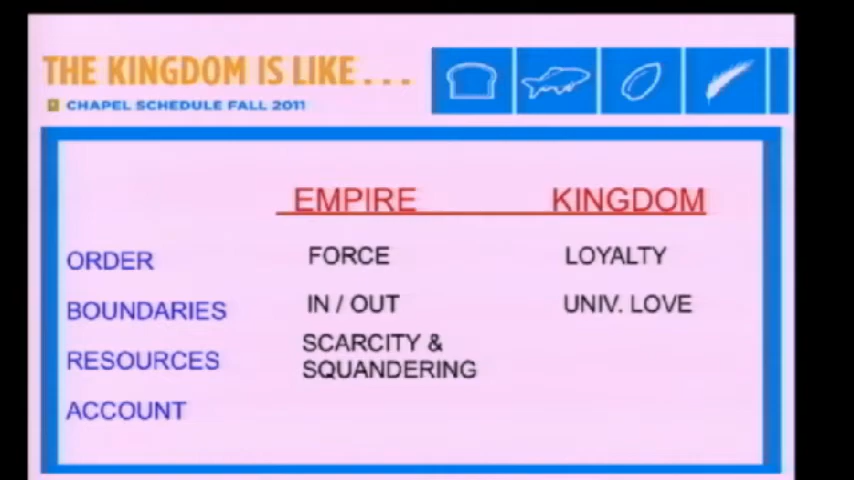 THE KINGDOM IS LIKE . . .
CHAPEL SCHEDULE FALL 2011
EMPIRE KINGDOM
ORDER FORCE LOYALTY
BOUNDARIES IN / OUT UNIV. LOVE
RESOURCES SCARCITY &
SQUANDERING
ACCOUNT